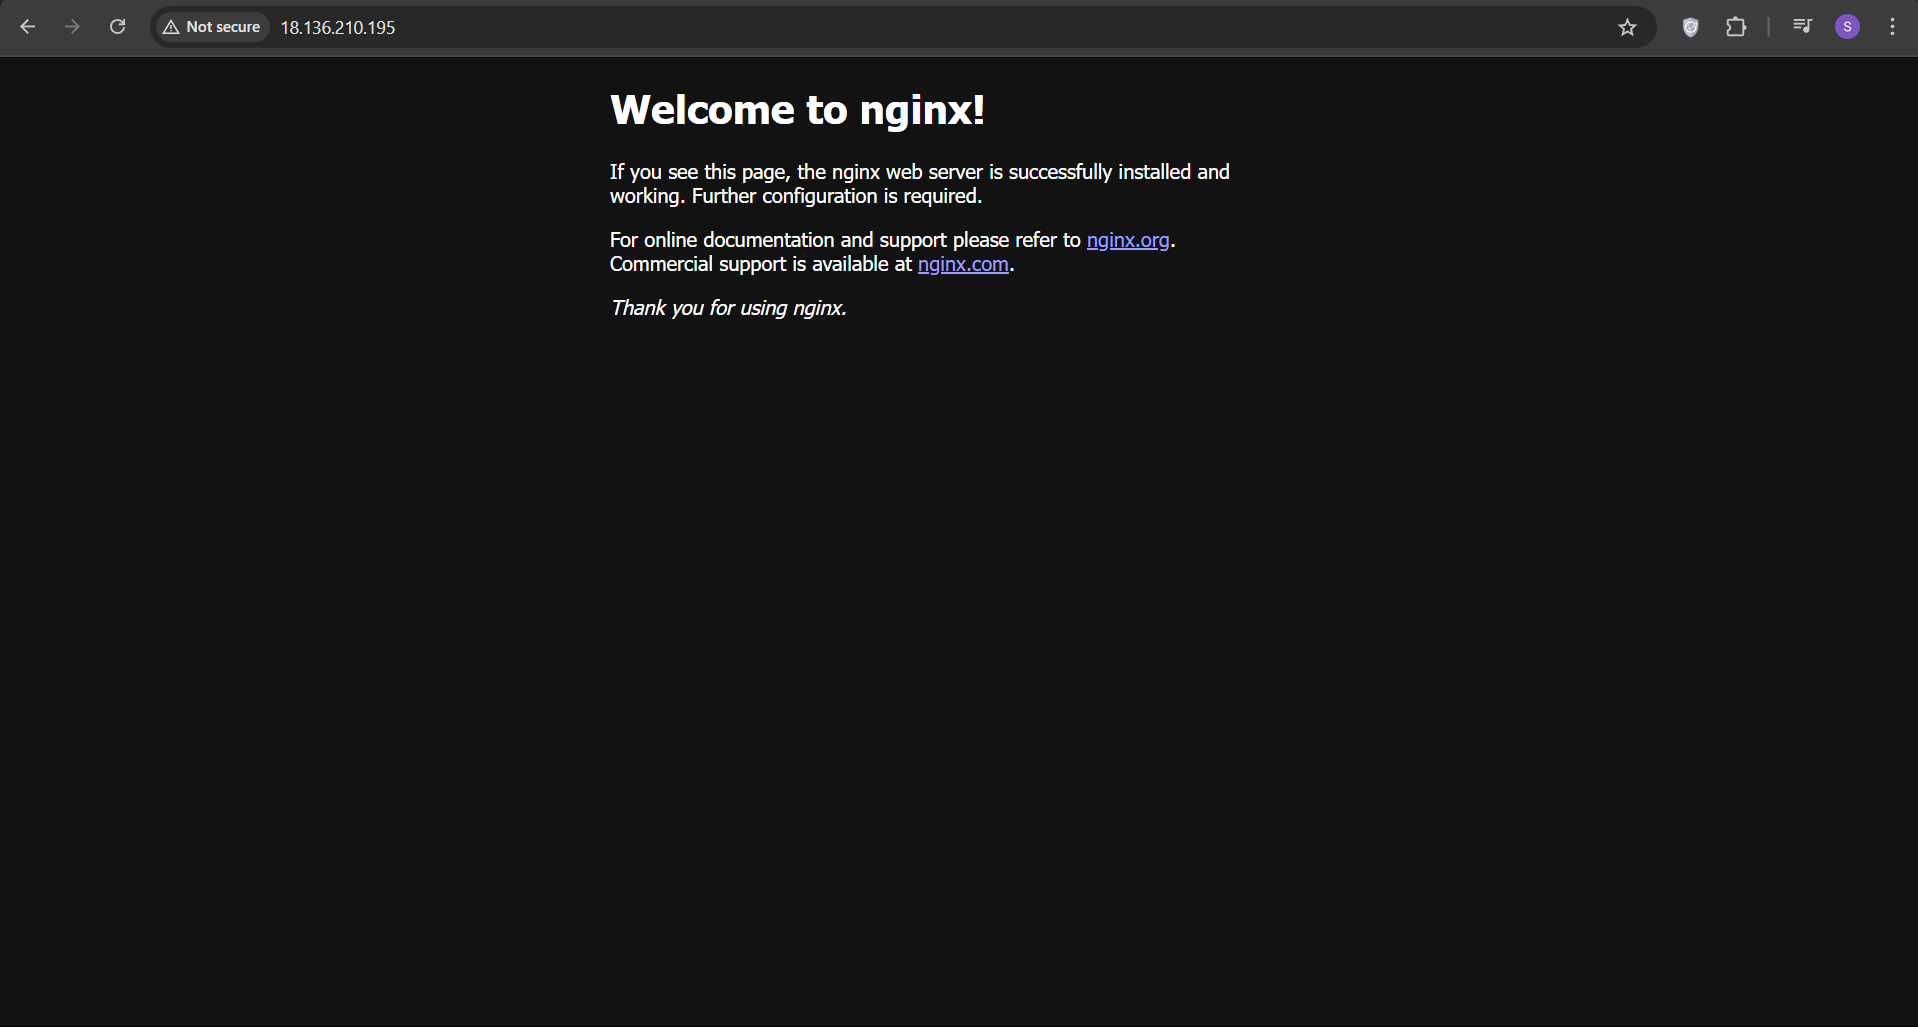 Not secure 18.136.210.195
S
Welcome to nginx!
If you see this page, the nginx web server is successfully installed and
working. Further configuration is required.
For online documentation and support please refer to nginx.org.
Commercial support is available at nginx.com.
Thank you for using nginx.